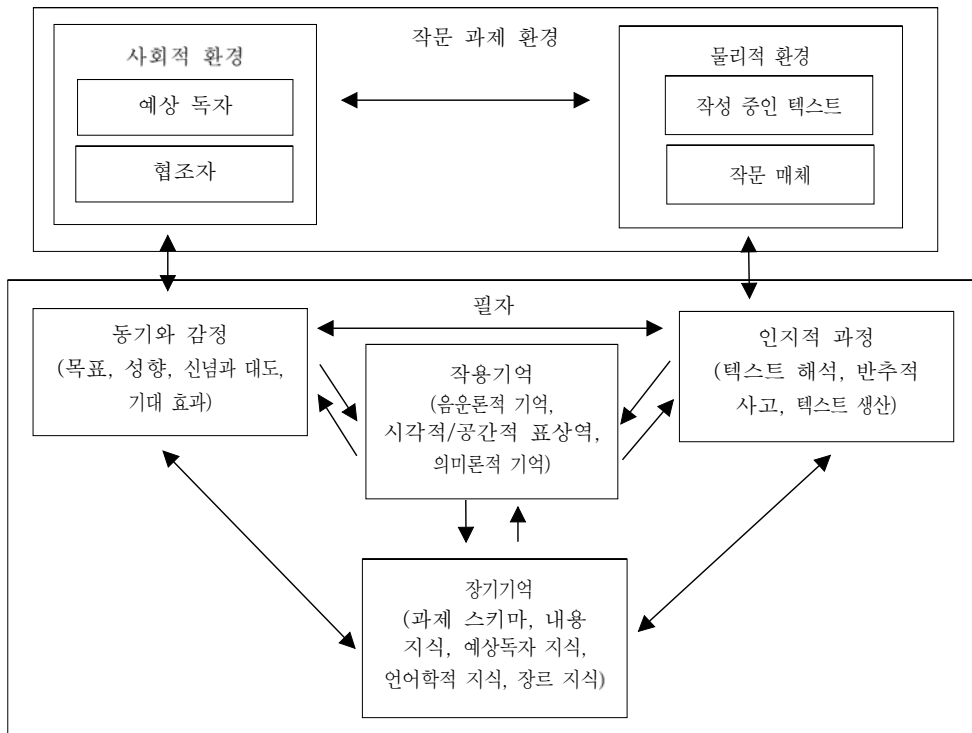 작문 과제 환경
사회적 환경
예상 독자
협조자
물리적 환경
작성 중인 텍스트
작문 매체
필자
동기와 감정
(목표, 성향, 신념과 대도,
기대 효과)
작용기억
(음운론적 기억,
시각적/공간적 표상역,
의미론적 기억)
인지적 과정
(텍스트 해석, 반추적
사고, 텍스트 생산)
장기기억
(과제 스키마, 내용
지식, 예상독자 지식,
언어학적 지식, 장르 지식)